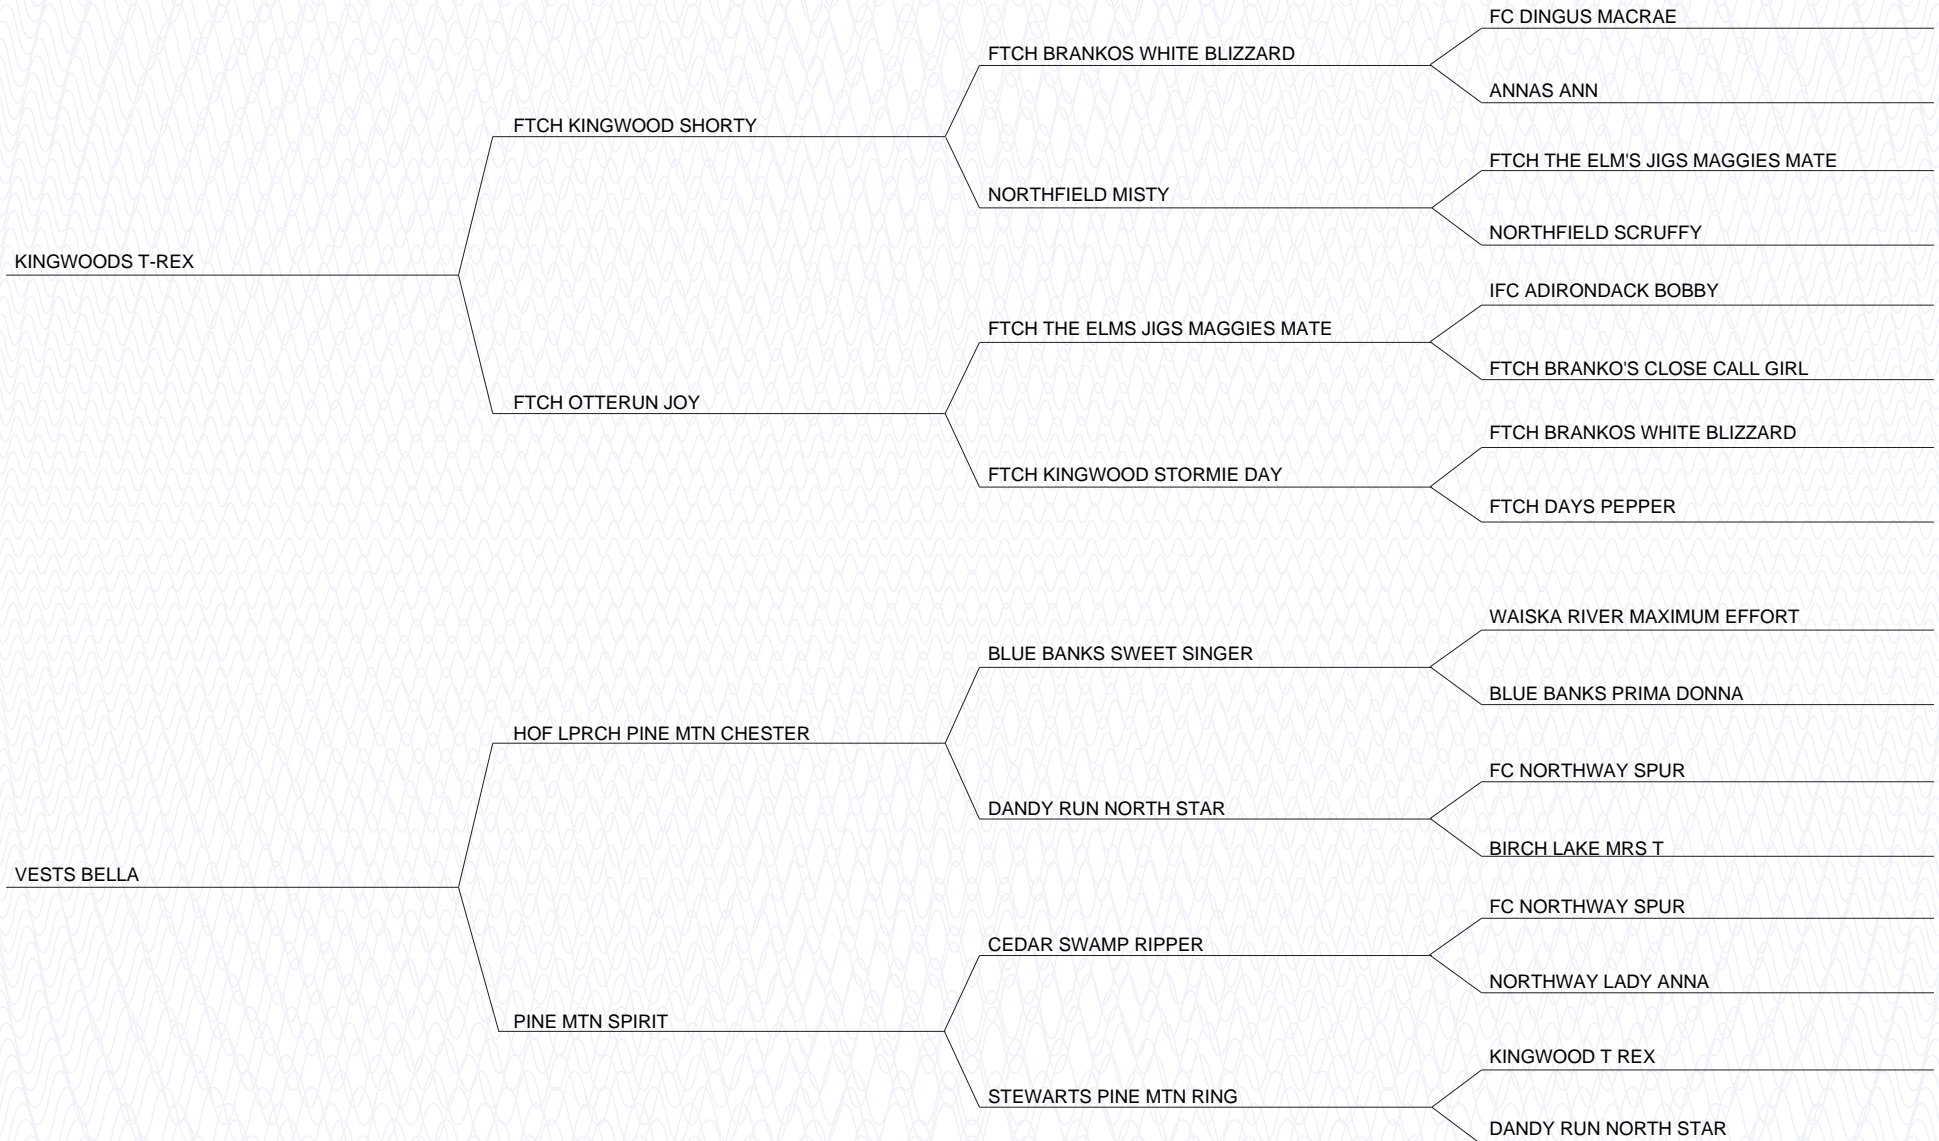 FC DINGUS MACRAE
FTCH BRANKOS WHITE BLIZZARD
ANNAS ANN
FTCH KINGWOOD SHORTY
FTCH THE ELM'S JIGS MAGGIES MATE
NORTHFIELD MISTY
NORTHFIELD SCRUFFY
KINGWOODS T-REX
IFC ADIRONDACK BOBBY
FTCH THE ELMS JIGS MAGGIES MATE
FTCH BRANKO'S CLOSE CALL GIRL
FTCH OTTERUN JOY
FTCH BRANKOS WHITE BLIZZARD
FTCH KINGWOOD STORMIE DAY
FTCH DAYS PEPPER
WAISKA RIVER MAXIMUM EFFORT
BLUE BANKS SWEET SINGER
BLUE BANKS PRIMA DONNA
HOF LPRCH PINE MTN CHESTER
FC NORTHWAY SPUR
DANDY RUN NORTH STAR
BIRCH LAKE MRS T
VESTS BELLA
FC NORTHWAY SPUR
CEDAR SWAMP RIPPER
NORTHWAY LADY ANNA
PINE MTN SPIRIT
KINGWOOD T REX
STEWARTS PINE MTN RING
DANDY RUN NORTH STAR